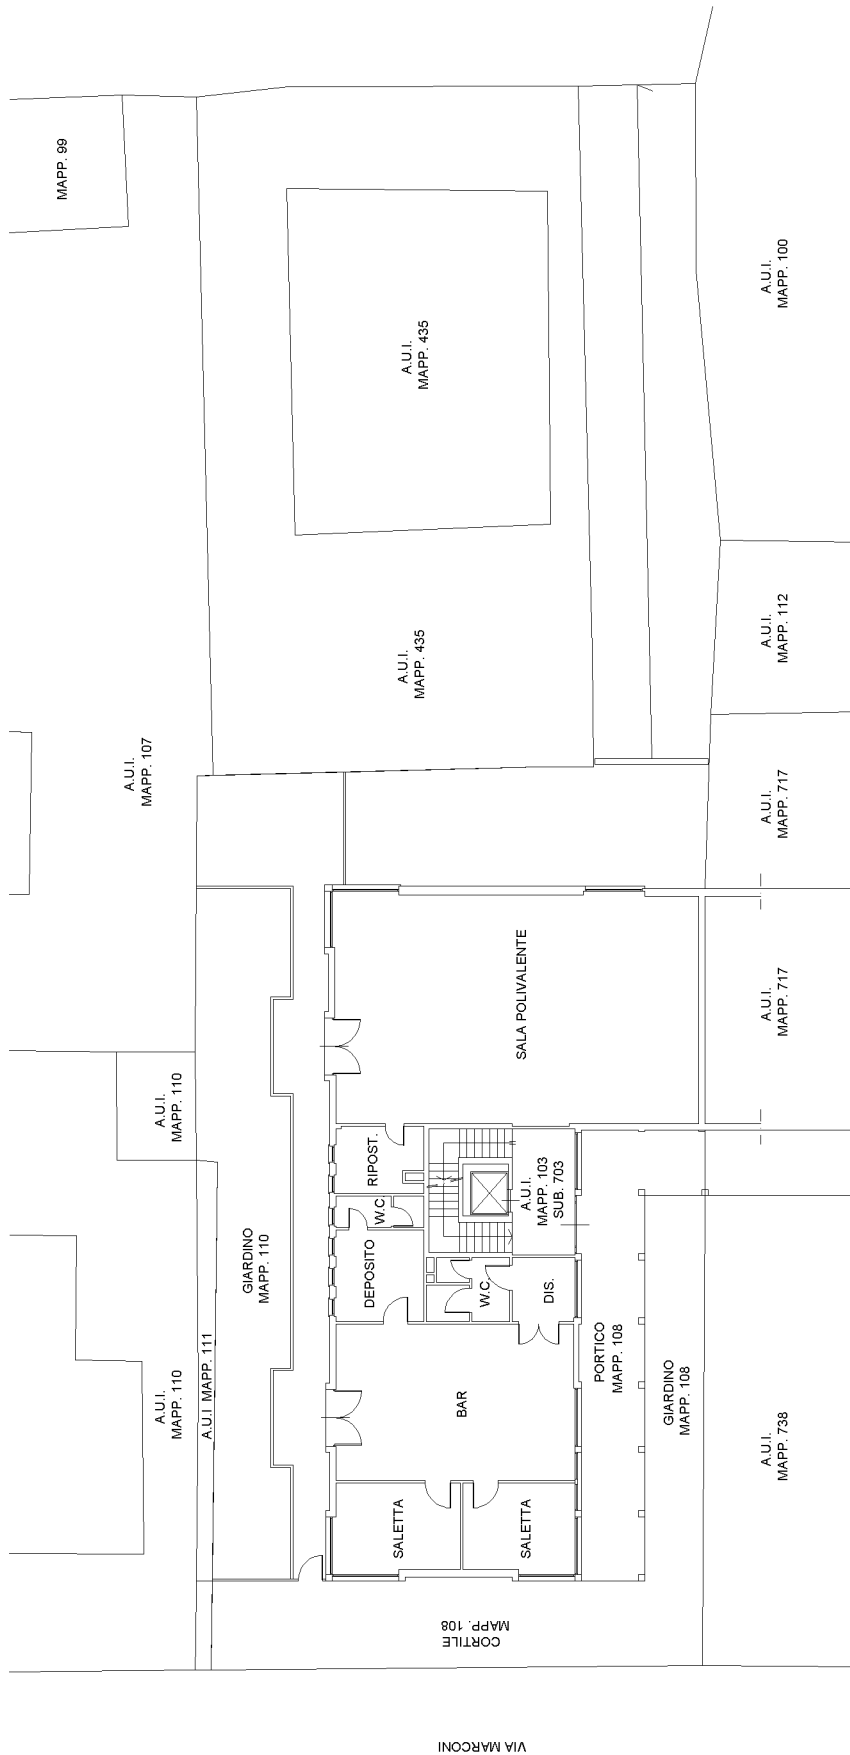 MAPP. 99
A.U.I.
MAPP. 435
A.U.I.
MAPP. 100
A.U.I.
MAPP. 435
A.U.I.
MAPP. 112
A.U.I.
MAPP. 107
A.U.I.
MAPP. 717
SALA POLIVALENTE
A.U.I.
MAPP. 717
A.U.I.
MAPP. 110
RIPOST.
A.U.I.
MAPP. 103
SUB. 703
W.C.
GIARDINO
MAPP. 110
DEPOSITO
W.C.
DIS.
A.U.I.
MAPP. 110
A.U.I MAPP. 111
BAR
PORTICO
MAPP. 108
GIARDINO
MAPP. 108
A.U.I.
MAPP. 738
SALETTA
SALETTA
CORTILE
MAPP. 108
VIA MARCONI